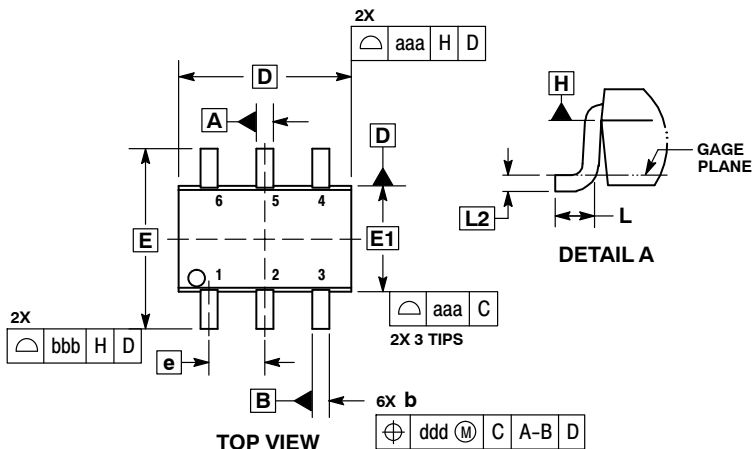 2X
⌓ aaa H D
D
A
D
6 5 4
E
E1
1 2 3
⌓ aaa C
2X 3 TIPS
2X
⌓ bbb H D
e
B
6X b
⌖ ddd Ⓜ C A-B D
TOP VIEW
H
GAGE
PLANE
L2
L
DETAIL A